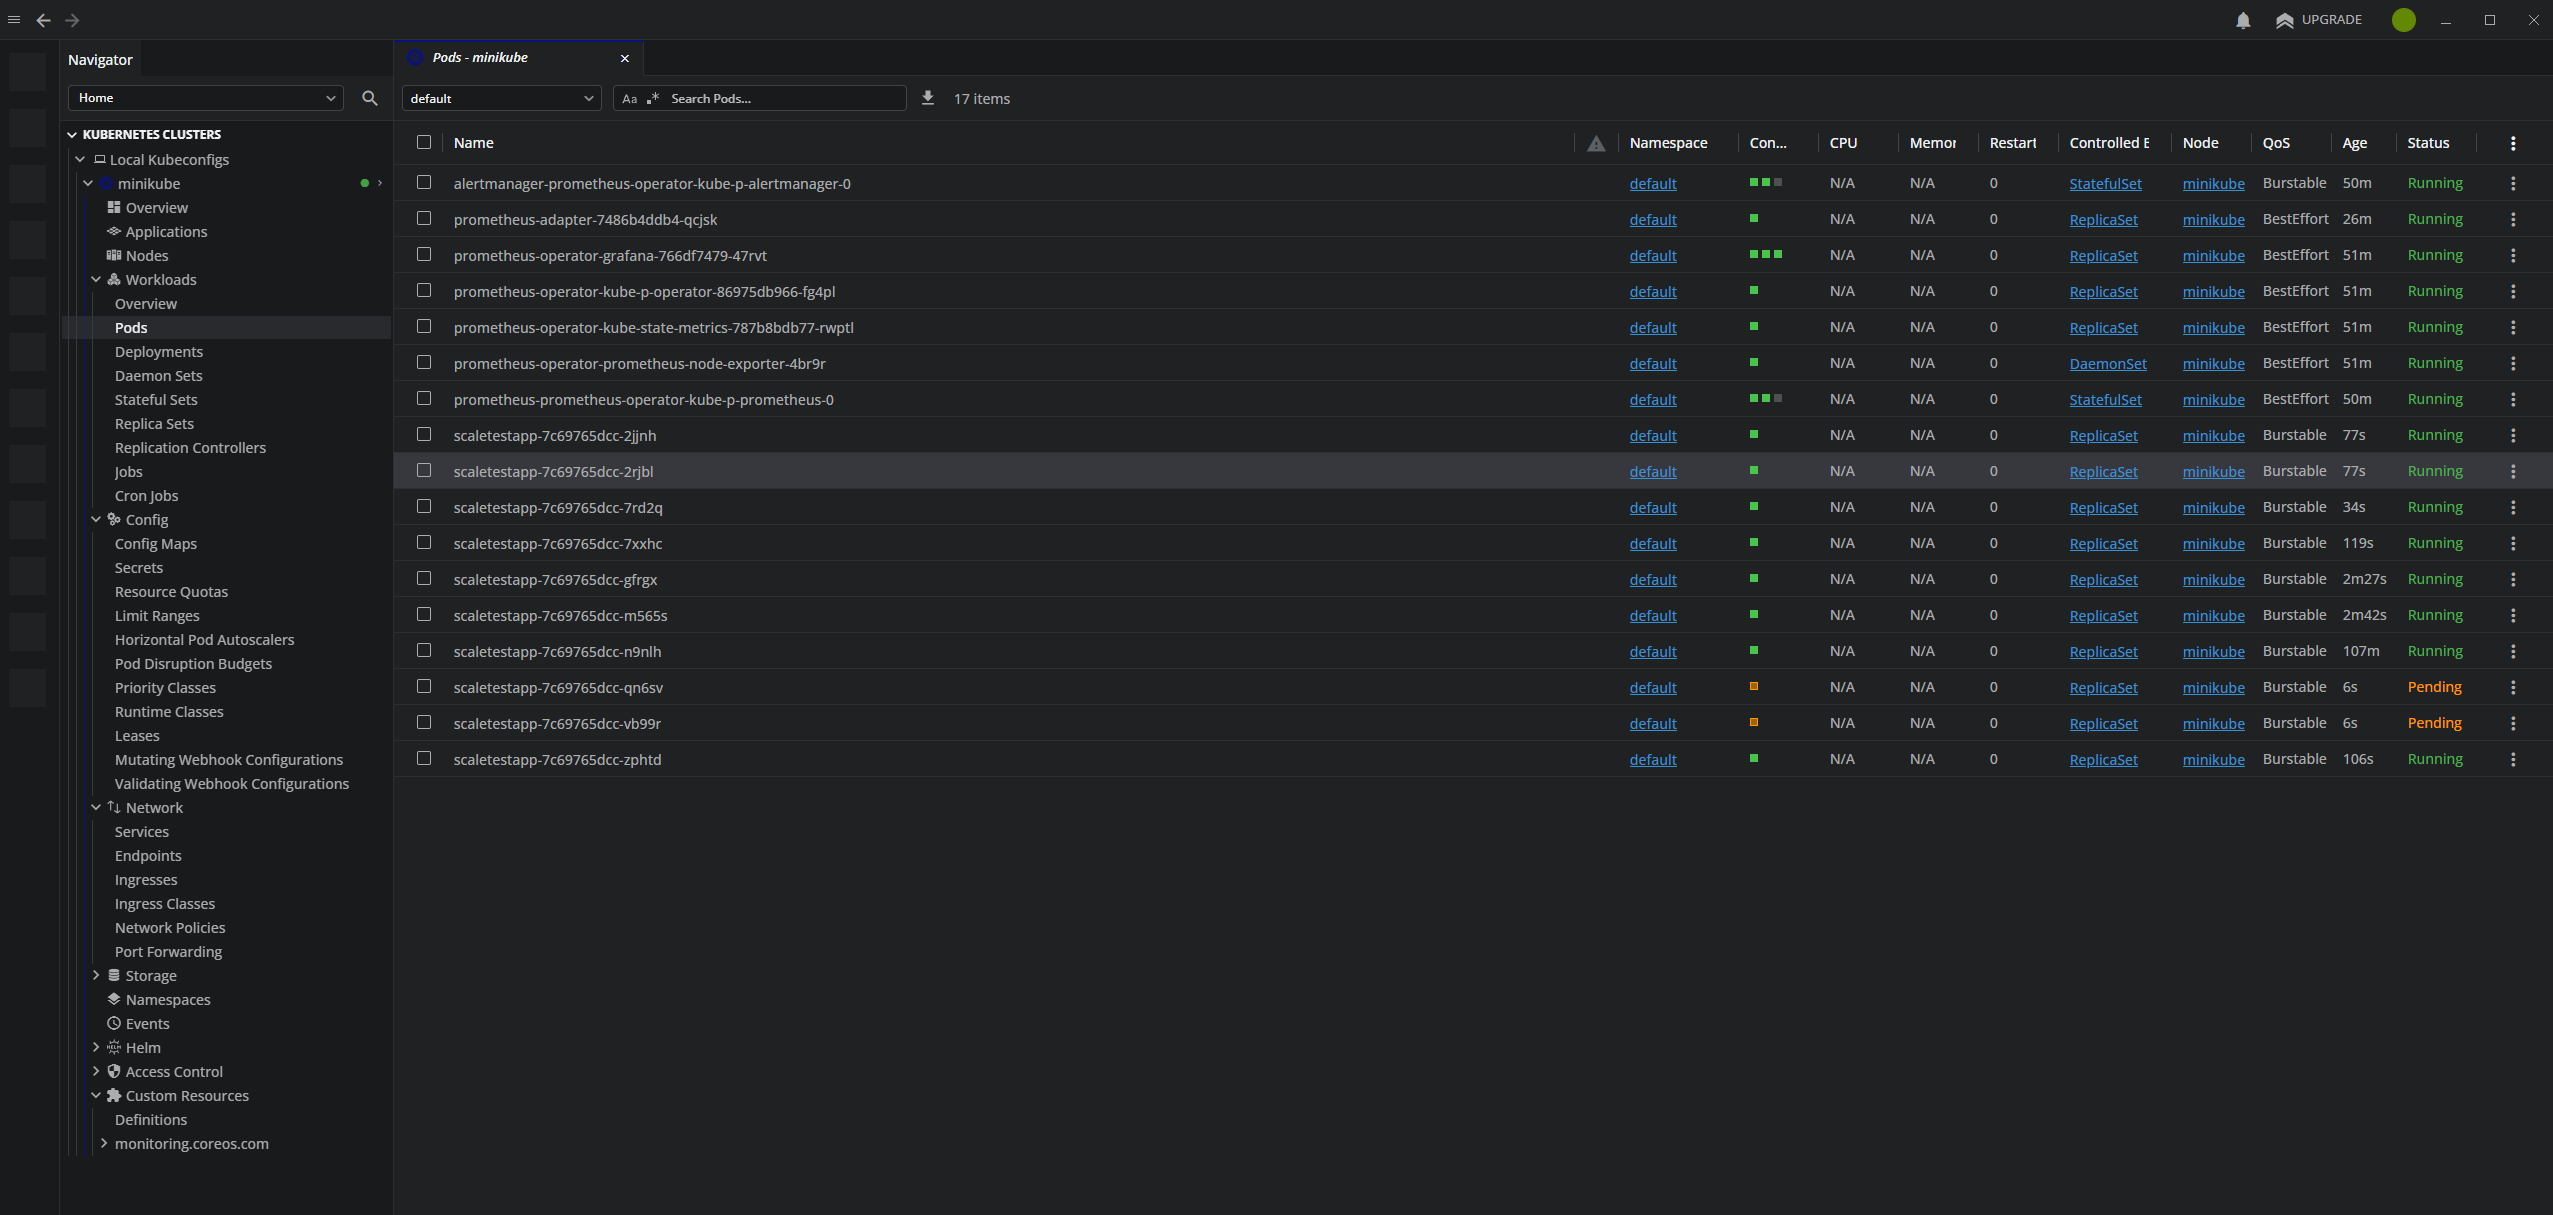 UPGRADE
Navigator
Pods - minikube
Home
default
Aa .* Search Pods...
17 items
KUBERNETES CLUSTERS
Local Kubeconfigs
minikube
Overview
Applications
Nodes
Workloads
Overview
Pods
Deployments
Daemon Sets
Stateful Sets
Replica Sets
Replication Controllers
Jobs
Cron Jobs
Config
Config Maps
Secrets
Resource Quotas
Limit Ranges
Horizontal Pod Autoscalers
Pod Disruption Budgets
Priority Classes
Runtime Classes
Leases
Mutating Webhook Configurations
Validating Webhook Configurations
Network
Services
Endpoints
Ingresses
Ingress Classes
Network Policies
Port Forwarding
Storage
Namespaces
Events
Helm
Access Control
Custom Resources
Definitions
monitoring.coreos.com
Name Namespace Con... CPU Memor Restart Controlled B Node QoS Age Status
alertmanager-prometheus-operator-kube-p-alertmanager-0 default N/A N/A 0 StatefulSet minikube Burstable 50m Running
prometheus-adapter-7486b4ddb4-qcjsk default N/A N/A 0 ReplicaSet minikube BestEffort 26m Running
prometheus-operator-grafana-766df7479-47rvt default N/A N/A 0 ReplicaSet minikube BestEffort 51m Running
prometheus-operator-kube-p-operator-86975db966-fg4pl default N/A N/A 0 ReplicaSet minikube BestEffort 51m Running
prometheus-operator-kube-state-metrics-787b8bdb77-rwptl default N/A N/A 0 ReplicaSet minikube BestEffort 51m Running
prometheus-operator-prometheus-node-exporter-4br9r default N/A N/A 0 DaemonSet minikube BestEffort 51m Running
prometheus-prometheus-operator-kube-p-prometheus-0 default N/A N/A 0 StatefulSet minikube BestEffort 50m Running
scaletestapp-7c69765dcc-2jjnh default N/A N/A 0 ReplicaSet minikube Burstable 77s Running
scaletestapp-7c69765dcc-2rjbl default N/A N/A 0 ReplicaSet minikube Burstable 77s Running
scaletestapp-7c69765dcc-7rd2q default N/A N/A 0 ReplicaSet minikube Burstable 34s Running
scaletestapp-7c69765dcc-7xxhc default N/A N/A 0 ReplicaSet minikube Burstable 119s Running
scaletestapp-7c69765dcc-gfrgx default N/A N/A 0 ReplicaSet minikube Burstable 2m27s Running
scaletestapp-7c69765dcc-m565s default N/A N/A 0 ReplicaSet minikube Burstable 2m42s Running
scaletestapp-7c69765dcc-n9nlh default N/A N/A 0 ReplicaSet minikube Burstable 107m Running
scaletestapp-7c69765dcc-qn6sv default N/A N/A 0 ReplicaSet minikube Burstable 6s Pending
scaletestapp-7c69765dcc-vb99r default N/A N/A 0 ReplicaSet minikube Burstable 6s Pending
scaletestapp-7c69765dcc-zphtd default N/A N/A 0 ReplicaSet minikube Burstable 106s Running